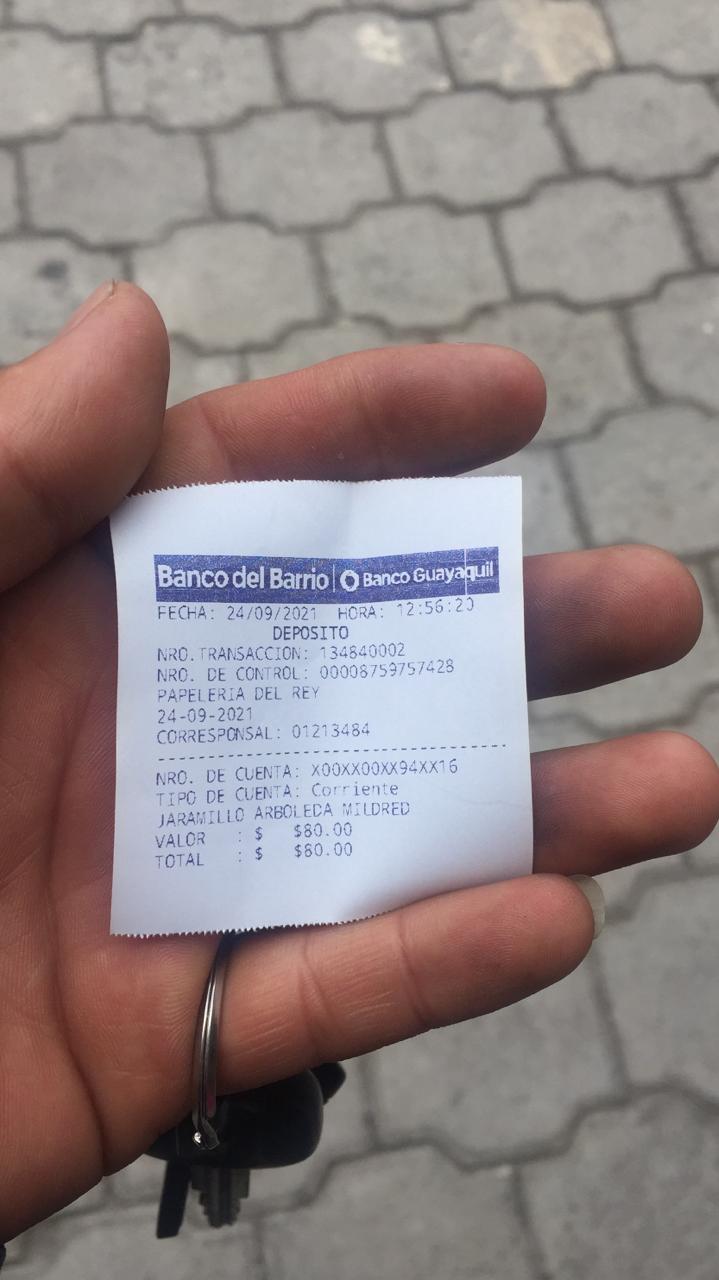 Banco del Barrio | Banco Guayaquil
FECHA: 24/09/2021 HORA: 12:56:20
DEPOSITO
NRO.TRANSACCION: 134840002
NRO. DE CONTROL: 00008759757428
PAPELERIA DEL REY
24-09-2021
CORRESPONSAL: 01213484
NRO. DE CUENTA: X00XX00XX94XX16
TIPO DE CUENTA: Corriente
JARAMILLO ARBOLEDA MILDRED
VALOR : $ $80.00
TOTAL : $ $80.00